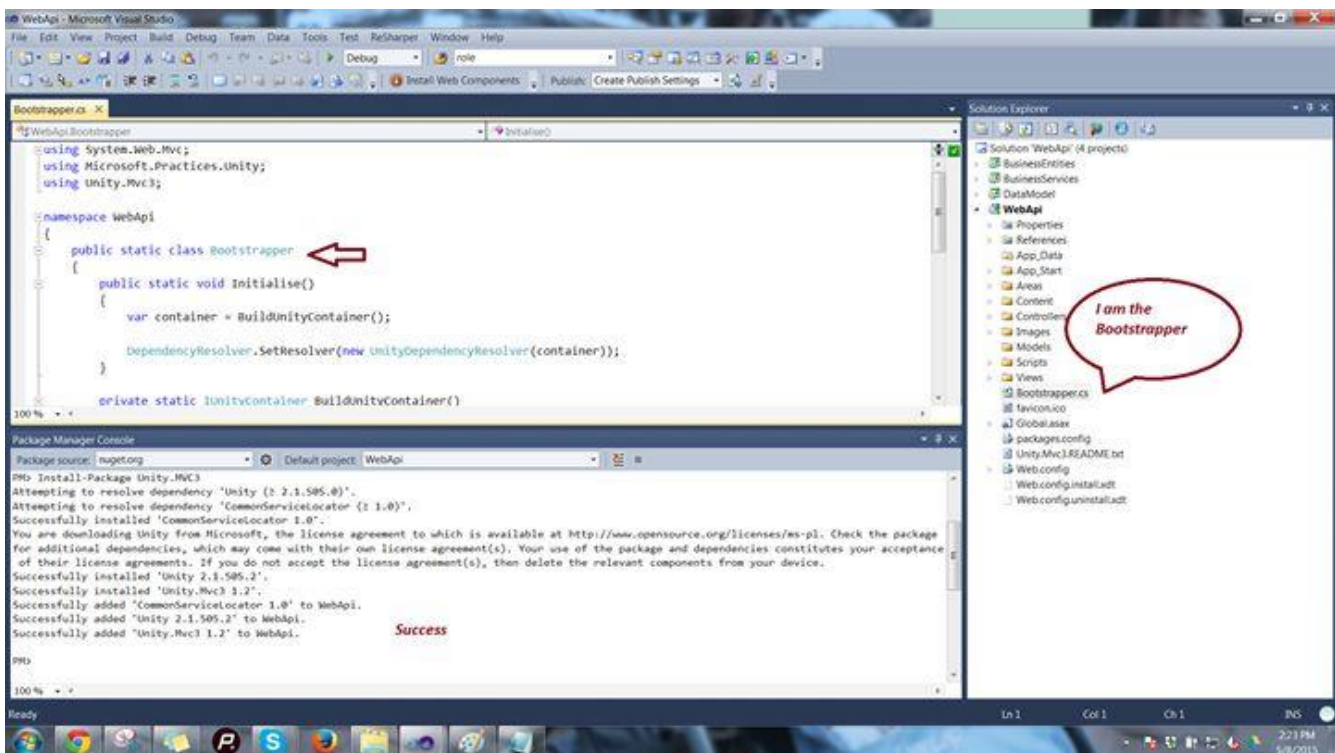 WebApi - Microsoft Visual Studio
File Edit View Project Build Debug Team Data Tools Test ReSharper Window Help
Debug role
Install Web Components Publish: Create Publish Settings
Bootstrapper.cs X
WebApi.Bootstrapper Initialise()
using System.Web.Mvc;
using Microsoft.Practices.Unity;
using Unity.Mvc3;
namespace WebApi
{
public static class Bootstrapper
{
public static void Initialise()
{
var container = BuildUnityContainer();
DependencyResolver.SetResolver(new UnityDependencyResolver(container));
}
private static IUnityContainer BuildUnityContainer()
100 %
Package Manager Console
Package source: nuget.org Default project: WebApi
PM> Install-Package Unity.MVC3
Attempting to resolve dependency 'Unity (≥ 2.1.505.0)'.
Attempting to resolve dependency 'CommonServiceLocator (≥ 1.0)'.
Successfully installed 'CommonServiceLocator 1.0'.
You are downloading Unity from Microsoft, the license agreement to which is available at http://www.opensource.org/licenses/ms-pl. Check the package
for additional dependencies, which may come with their own license agreement(s). Your use of the package and dependencies constitutes your acceptance
of their license agreements. If you do not accept the license agreement(s), then delete the relevant components from your device.
Successfully installed 'Unity 2.1.505.2'.
Successfully installed 'Unity.Mvc3 1.2'.
Successfully added 'CommonServiceLocator 1.0' to WebApi.
Successfully added 'Unity 2.1.505.2' to WebApi.
Successfully added 'Unity.Mvc3 1.2' to WebApi.
Success
PM>
100 %
Solution Explorer
Solution 'WebApi' (4 projects)
BusinessEntities
BusinessServices
DataModel
WebApi
Properties
References
App_Data
App_Start
Areas
Content
Controllers
Images
Models
Scripts
Views
Bootstrapper.cs
favicon.ico
Global.asax
packages.config
Unity.Mvc3.README.txt
Web.config
Web.config.install.xdt
Web.config.uninstall.xdt
I am the
Bootstrapper
Ready Ln 1 Col 1 Ch 1 INS
2:23 PM